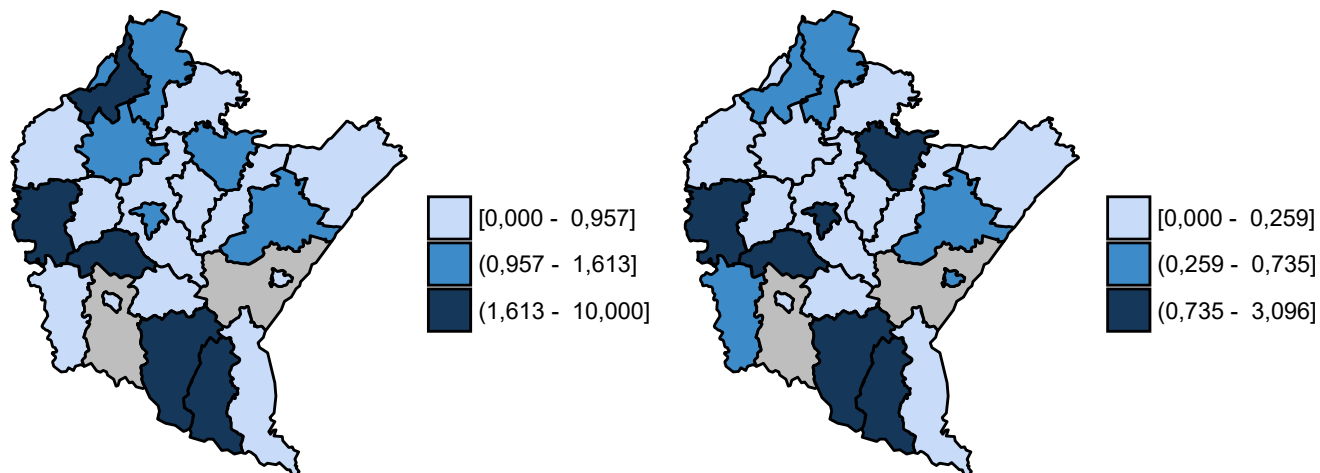 [0,000 - 0,957]
(0,957 - 1,613]
(1,613 - 10,000]
[0,000 - 0,259]
(0,259 - 0,735]
(0,735 - 3,096]